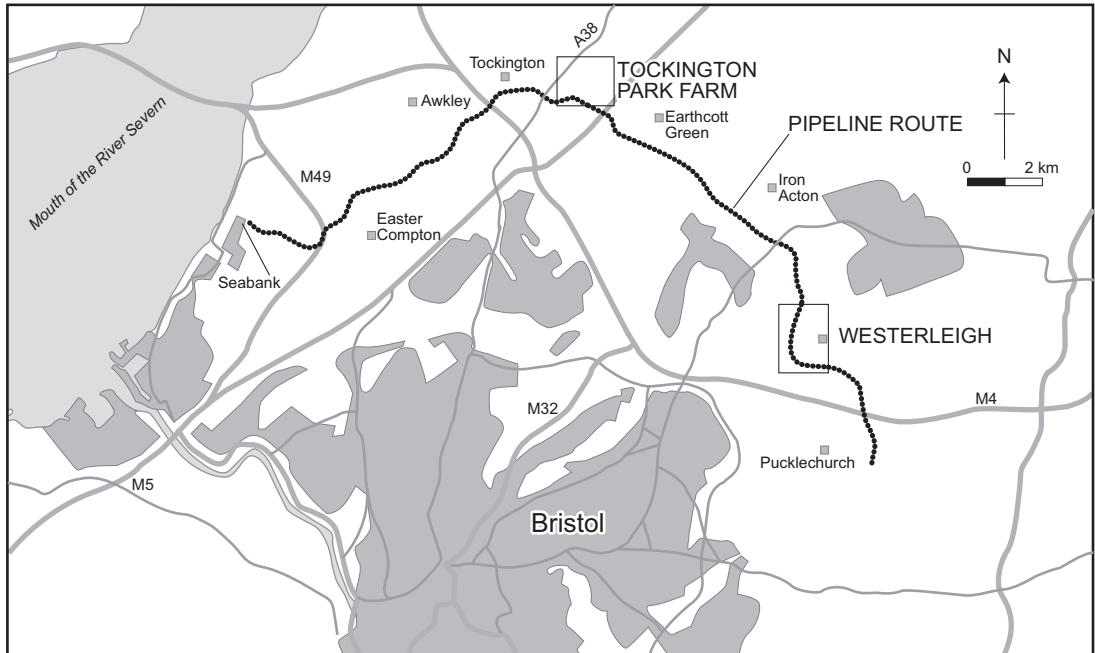 A38
Tockington
TOCKINGTON
PARK FARM
N
Awkley
Earthcott
Green
PIPELINE ROUTE
Mouth of the River Severn
M49
Iron
Acton
0 2 km
Easter
Compton
Seabank
WESTERLEIGH
M32
M4
Pucklechurch
M5
Bristol